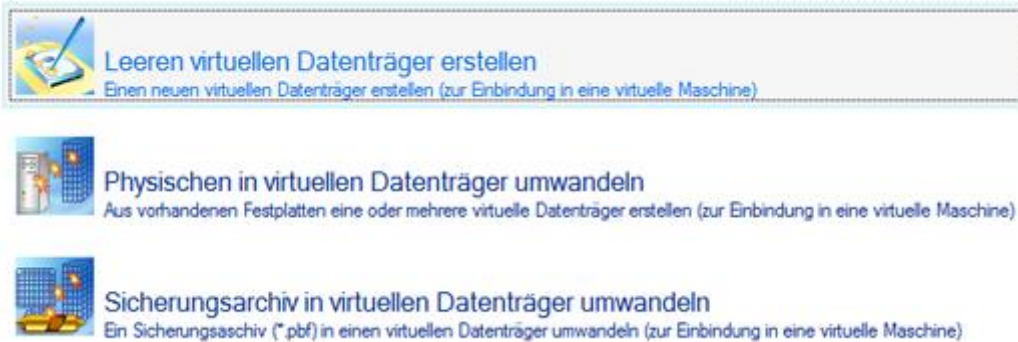 Leeren virtuellen Datenträger erstellen
Einen neuen virtuellen Datenträger erstellen (zur Einbindung in eine virtuelle Maschine)
Physischen in virtuellen Datenträger umwandeln
Aus vorhandenen Festplatten eine oder mehrere virtuelle Datenträger erstellen (zur Einbindung in eine virtuelle Maschine)
Sicherungsarchiv in virtuellen Datenträger umwandeln
Ein Sicherungsaschiv (*.pbf) in einen virtuellen Datenträger umwandeln (zur Einbindung in eine virtuelle Maschine)